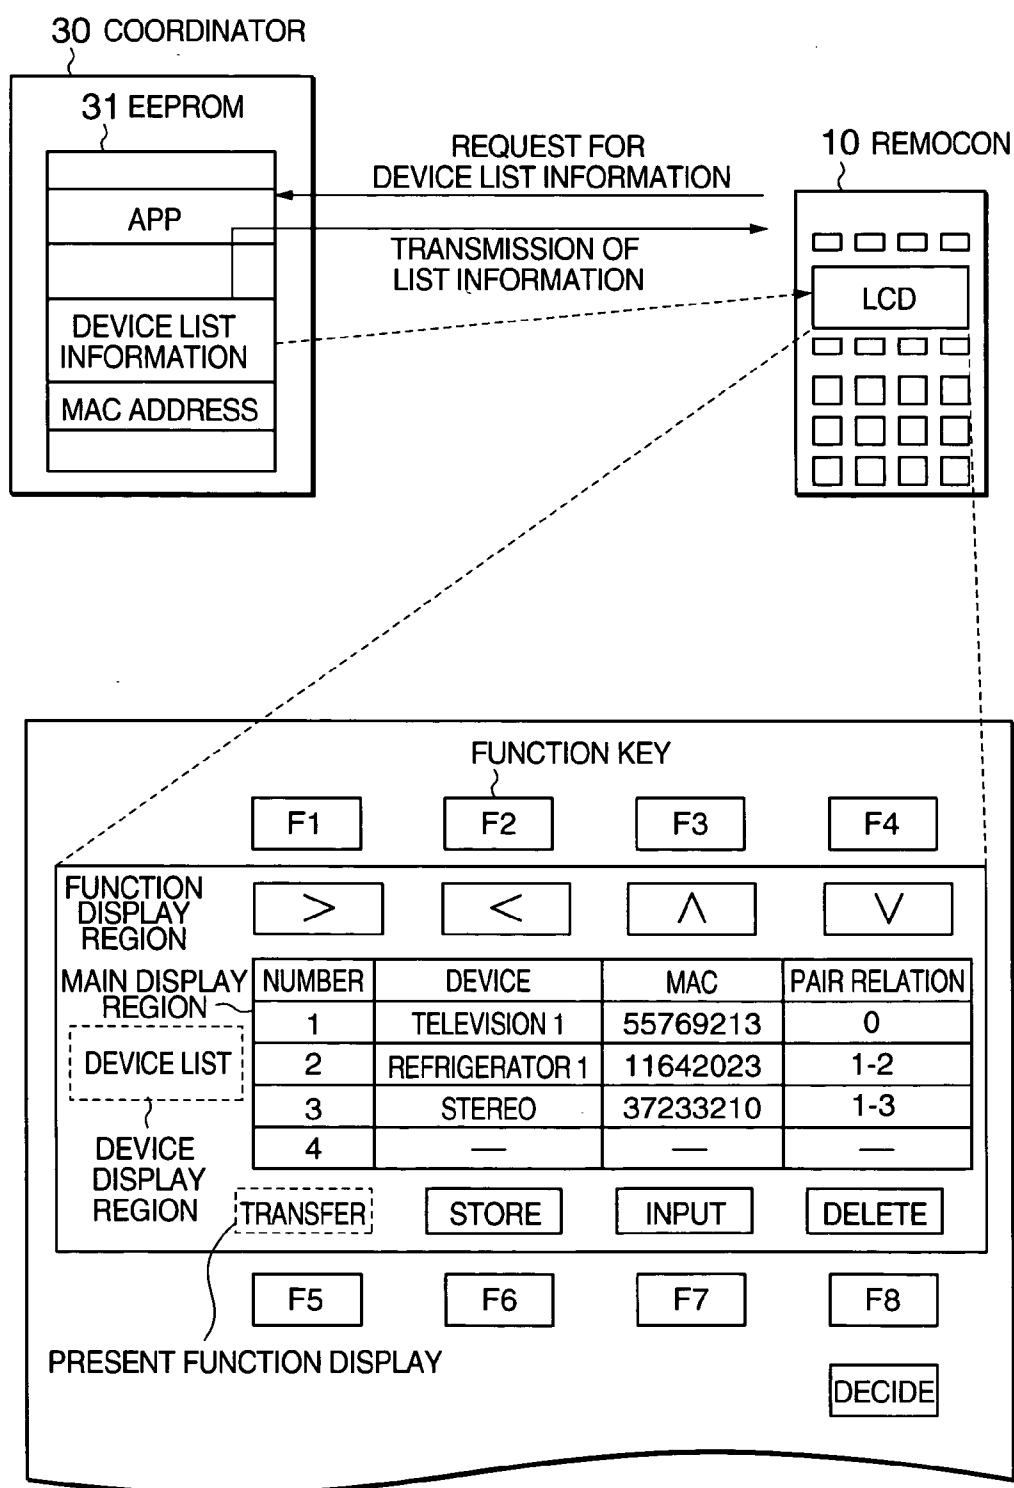 30 COORDINATOR
31 EEPROM
APP
DEVICE LIST
INFORMATION
MAC ADDRESS
REQUEST FOR
DEVICE LIST INFORMATION
TRANSMISSION OF
LIST INFORMATION
10 REMOCON
LCD
FUNCTION KEY
F1 F2 F3 F4
FUNCTION
DISPLAY
REGION
> < ∧ ∨
MAIN DISPLAY
REGION
NUMBER DEVICE MAC PAIR RELATION
1 TELEVISION 1 55769213 0
2 REFRIGERATOR 1 11642023 1-2
3 STEREO 37233210 1-3
4 — — —
DEVICE LIST
DEVICE
DISPLAY
REGION
TRANSFER STORE INPUT DELETE
F5 F6 F7 F8
PRESENT FUNCTION DISPLAY
DECIDE